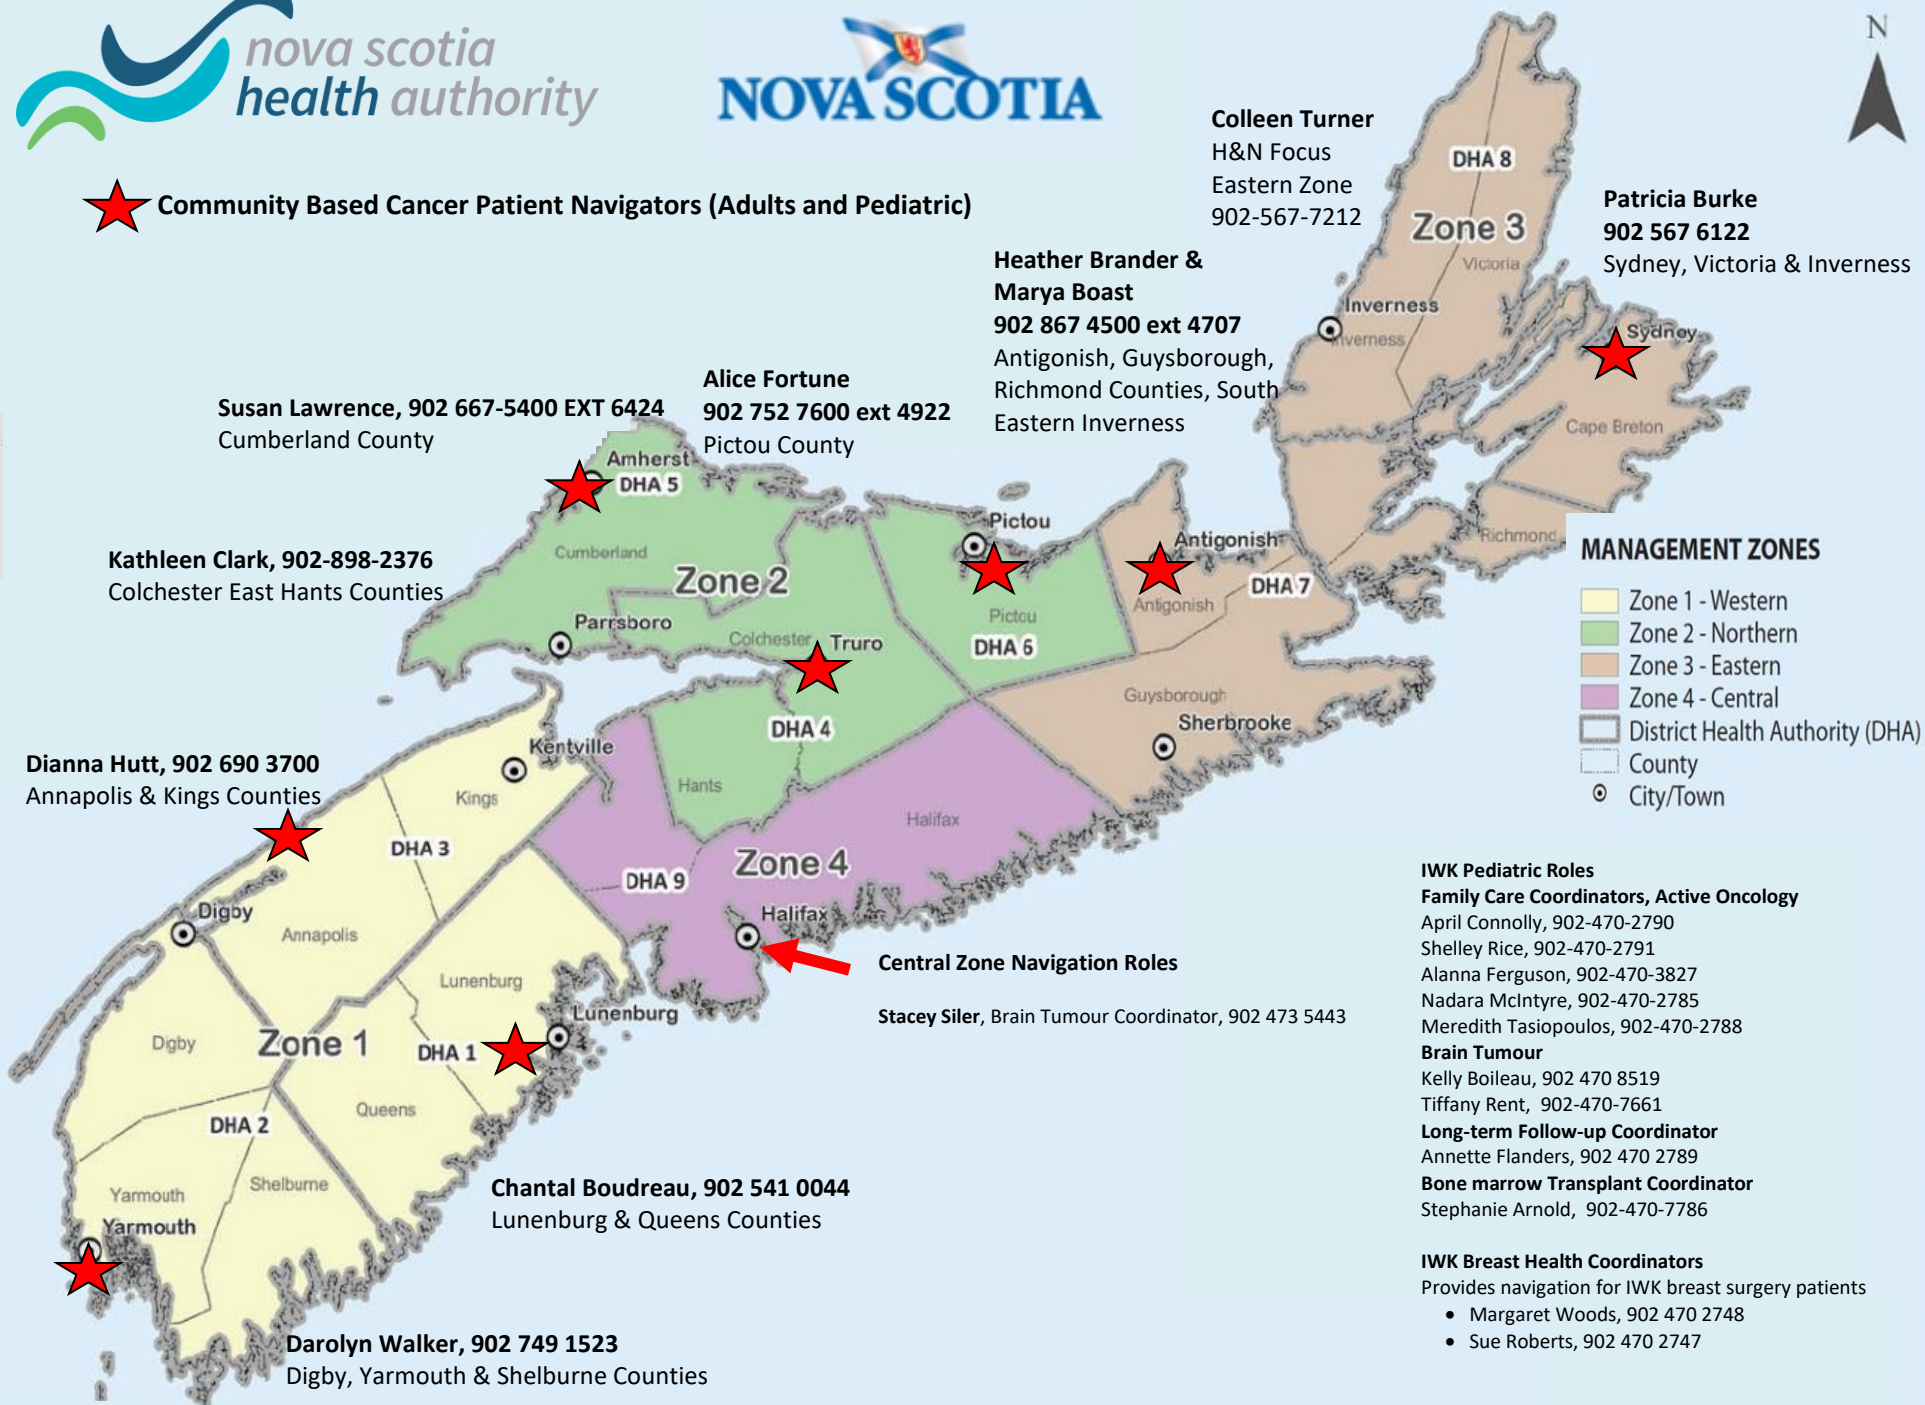 nova scotia
health authority
NOVA SCOTIA
N
Community Based Cancer Patient Navigators (Adults and Pediatric)
Colleen Turner
H&N Focus
Eastern Zone
902-567-7212
Patricia Burke
902 567 6122
Sydney, Victoria & Inverness
Heather Brander &
Marya Boast
902 867 4500 ext 4707
Antigonish, Guysborough,
Richmond Counties, South
Eastern Inverness
Alice Fortune
902 752 7600 ext 4922
Pictou County
Susan Lawrence, 902 667-5400 EXT 6424
Cumberland County
Kathleen Clark, 902-898-2376
Colchester East Hants Counties
Dianna Hutt, 902 690 3700
Annapolis & Kings Counties
DHA 8
Zone 3
Victoria
Inverness
Inverness
Sydney
Cape Breton
Richmond
Amherst
DHA 5
Cumberland
Zone 2
Parrsboro
Colchester
Truro
Pictou
Pictou
DHA 6
Antigonish
Antigonish
DHA 7
Guysborough
Sherbrooke
DHA 4
Hants
Kentville
Kings
DHA 3
Halifax
Zone 4
DHA 9
Halifax
Digby
Annapolis
Lunenburg
Lunenburg
Digby
Zone 1
DHA 1
Queens
DHA 2
Shelburne
Yarmouth
Yarmouth
MANAGEMENT ZONES
Zone 1 - Western
Zone 2 - Northern
Zone 3 - Eastern
Zone 4 - Central
District Health Authority (DHA)
County
City/Town
Central Zone Navigation Roles
Stacey Siler, Brain Tumour Coordinator, 902 473 5443
Chantal Boudreau, 902 541 0044
Lunenburg & Queens Counties
Darolyn Walker, 902 749 1523
Digby, Yarmouth & Shelburne Counties
IWK Pediatric Roles
Family Care Coordinators, Active Oncology
April Connolly, 902-470-2790
Shelley Rice, 902-470-2791
Alanna Ferguson, 902-470-3827
Nadara McIntyre, 902-470-2785
Meredith Tasiopoulos, 902-470-2788
Brain Tumour
Kelly Boileau, 902 470 8519
Tiffany Rent, 902-470-7661
Long-term Follow-up Coordinator
Annette Flanders, 902 470 2789
Bone marrow Transplant Coordinator
Stephanie Arnold, 902-470-7786
IWK Breast Health Coordinators
Provides navigation for IWK breast surgery patients
• Margaret Woods, 902 470 2748
• Sue Roberts, 902 470 2747